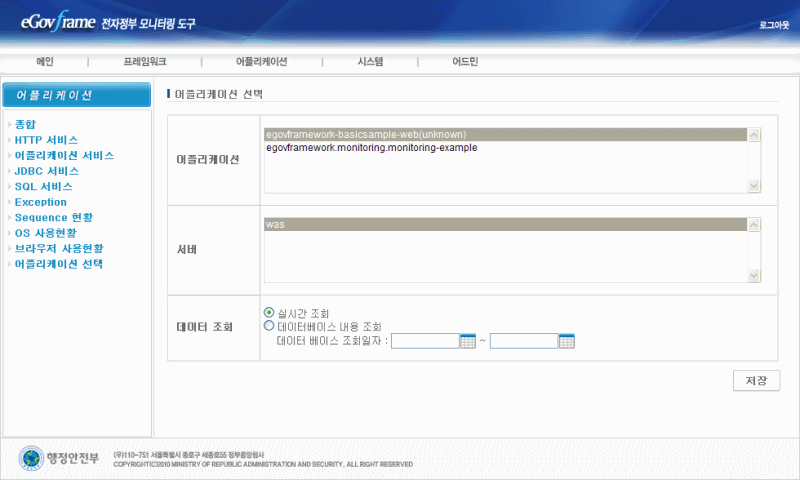 eGovframe 전자정부 모니터링 도구
로그아웃
메인 | 프레임워크 | 어플리케이션 | 시스템 | 어드민
어플리케이션
종합
HTTP 서비스
어플리케이션 서비스
JDBC 서비스
SQL 서비스
Exception
Sequence 현황
OS 사용현황
브라우저 사용현황
어플리케이션 선택
어플리케이션 선택
어플리케이션
egovframework-basicsample-web(unknown)
egovframework.monitoring.monitoring-example
서버
was
데이터 조회
실시간 조회
데이터베이스 내용 조회
데이터 베이스 조회일자 : ~
저장
행정안전부
(우)110-751 서울특별시 종로구 세종로55 정부중앙청사
COPYRIGHT(C)2010 MINISTRY OF REPUBLIC ADMINISTRATION AND SECURITY, ALL RIGHT RESERVED